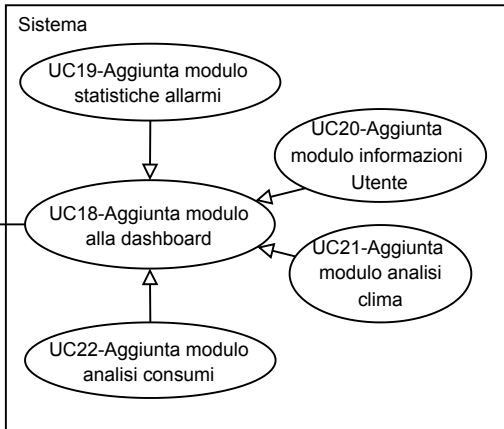 Sistema
UC19-Aggiunta modulo
statistiche allarmi
UC20-Aggiunta
modulo informazioni
Utente
UC18-Aggiunta modulo
alla dashboard
UC21-Aggiunta
modulo analisi
clima
UC22-Aggiunta modulo
analisi consumi